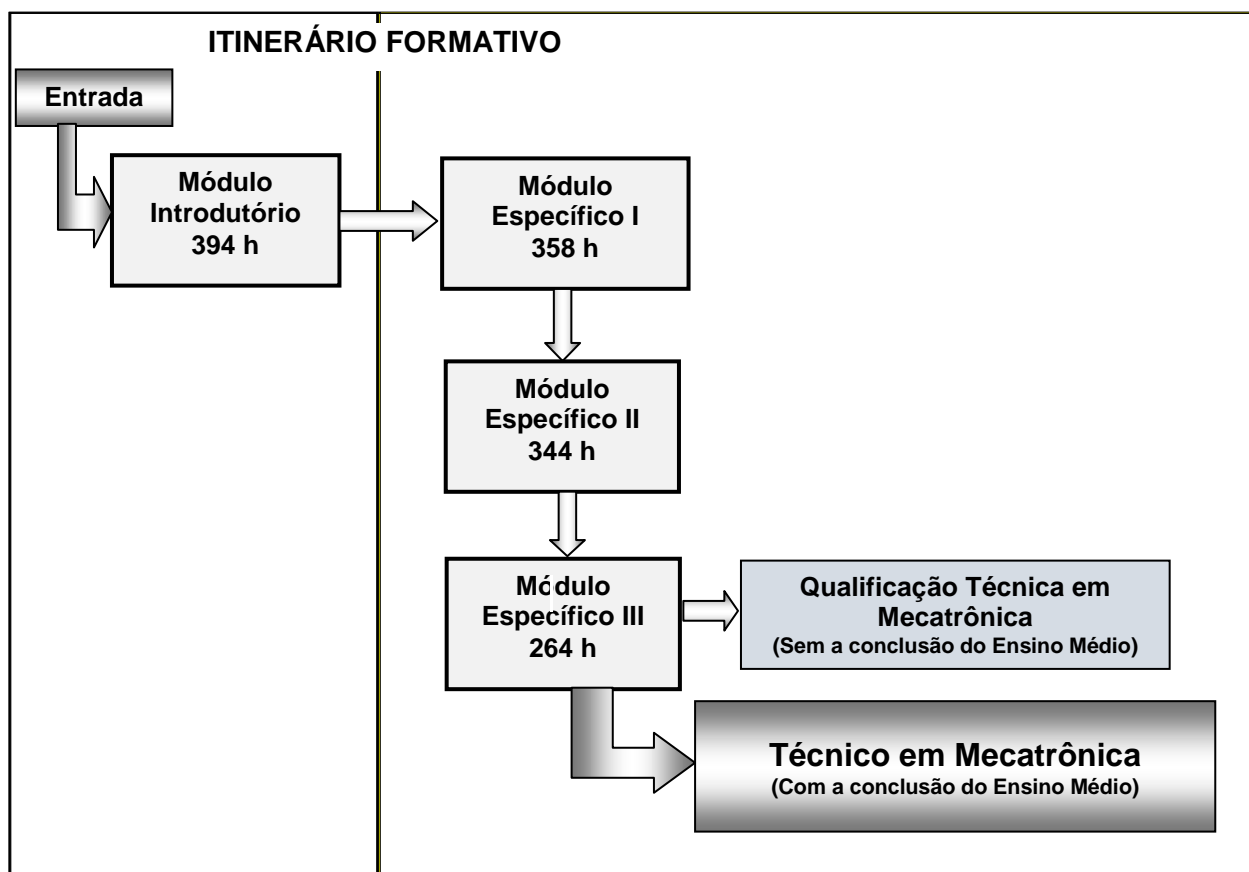 ITINERÁRIO FORMATIVO
Entrada
Módulo
Introdutório
394 h
Módulo
Específico I
358 h
Módulo
Específico II
344 h
Módulo
Específico III
264 h
Qualificação Técnica em
Mecatrônica
(Sem a conclusão do Ensino Médio)
Técnico em Mecatrônica
(Com a conclusão do Ensino Médio)